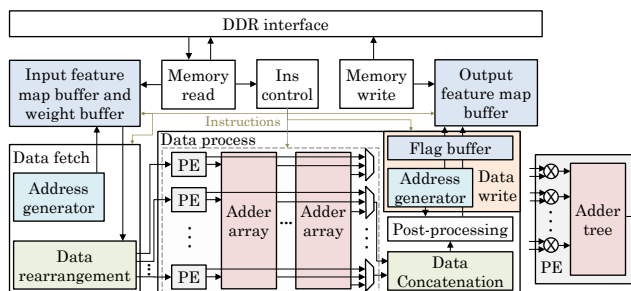 DDR interface
Input feature
map buffer and
weight buffer
Memory
read
Ins
control
Memory
write
Output
feature map
buffer
Instructions
Data fetch
Address
generator
Data
rearrangement
Data process
PE
PE
PE
Adder
array
Adder
array
Flag buffer
Address
generator
Data
write
Post-processing
Data
Concatenation
Adder
tree
PE